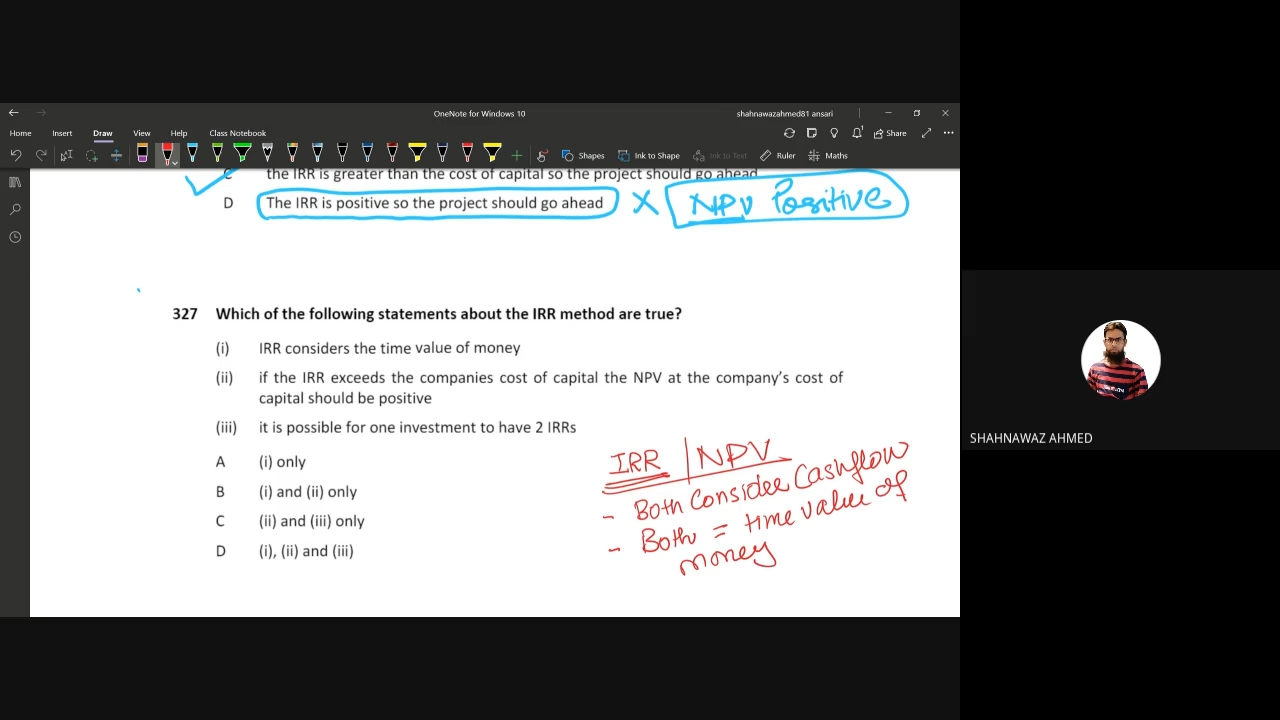 OneNote for Windows 10
shahnawazahmed81 ansari
Home Insert Draw View Help Class Notebook
Share
Shapes Ink to Shape Ink to Text Ruler Maths
C the IRR is greater than the cost of capital so the project should go ahead
D The IRR is positive so the project should go ahead X NPV Positive
327 Which of the following statements about the IRR method are true?
(i) IRR considers the time value of money
(ii) if the IRR exceeds the companies cost of capital the NPV at the company's cost of
capital should be positive
(iii) it is possible for one investment to have 2 IRRs
A (i) only
B (i) and (ii) only
C (ii) and (iii) only
D (i), (ii) and (iii)
IRR | NPV
- Both Consider Cashflow
- Both = time value of
money
SHAHNAWAZ AHMED